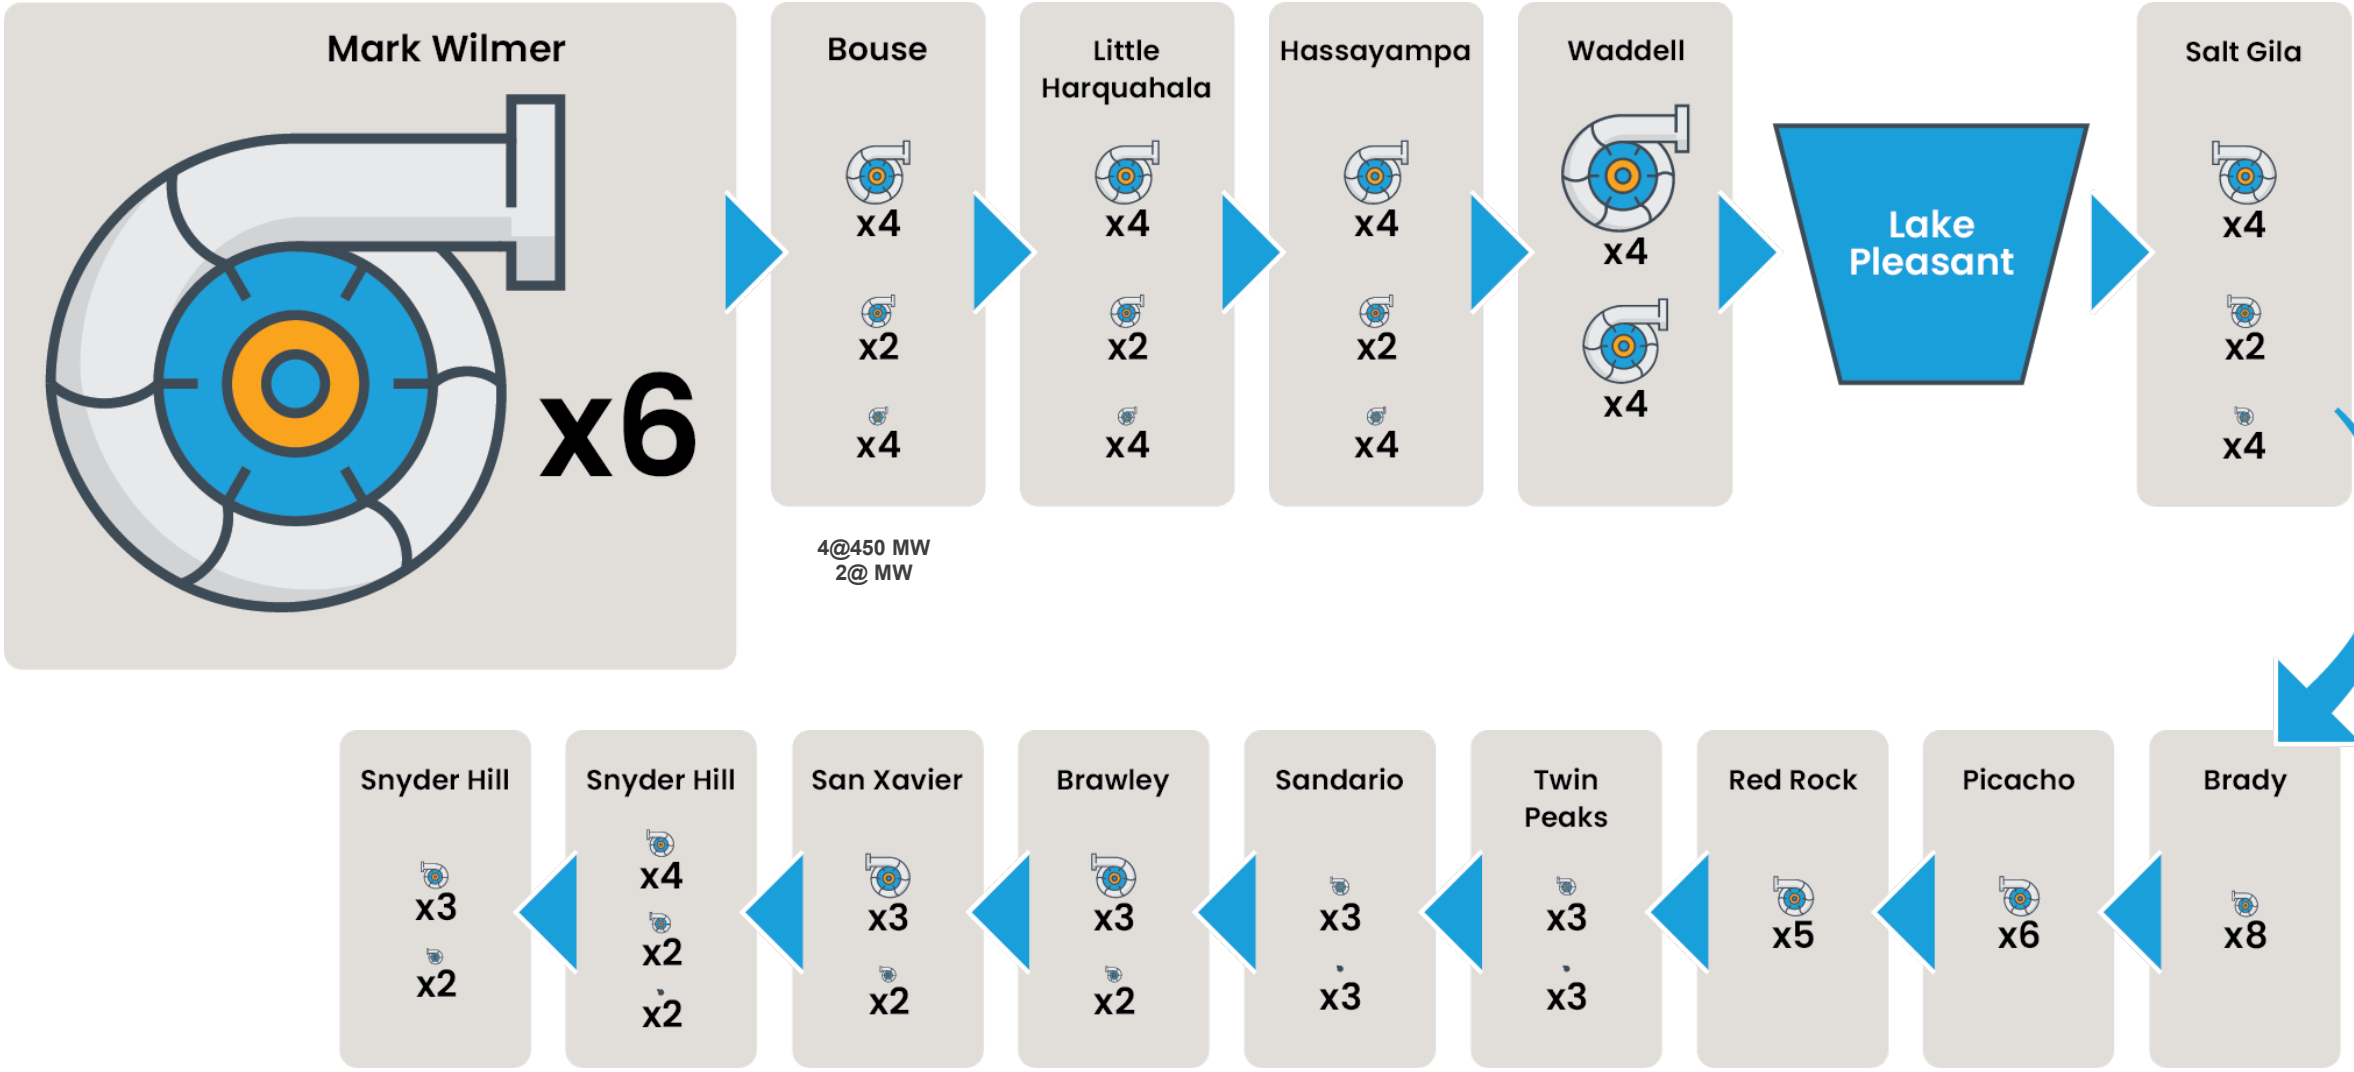 Mark Wilmer
x6
Bouse
x4
x2
x4
4@450 MW
2@ MW
Little
Harquahala
x4
x2
x4
Hassayampa
x4
x2
x4
Waddell
x4
x4
Lake
Pleasant
Salt Gila
x4
x2
x4
Snyder Hill
x3
x2
Snyder Hill
x4
x2
x2
San Xavier
x3
x2
Brawley
x3
x2
Sandario
x3
x3
Twin
Peaks
x3
x3
Red Rock
x5
Picacho
x6
Brady
x8